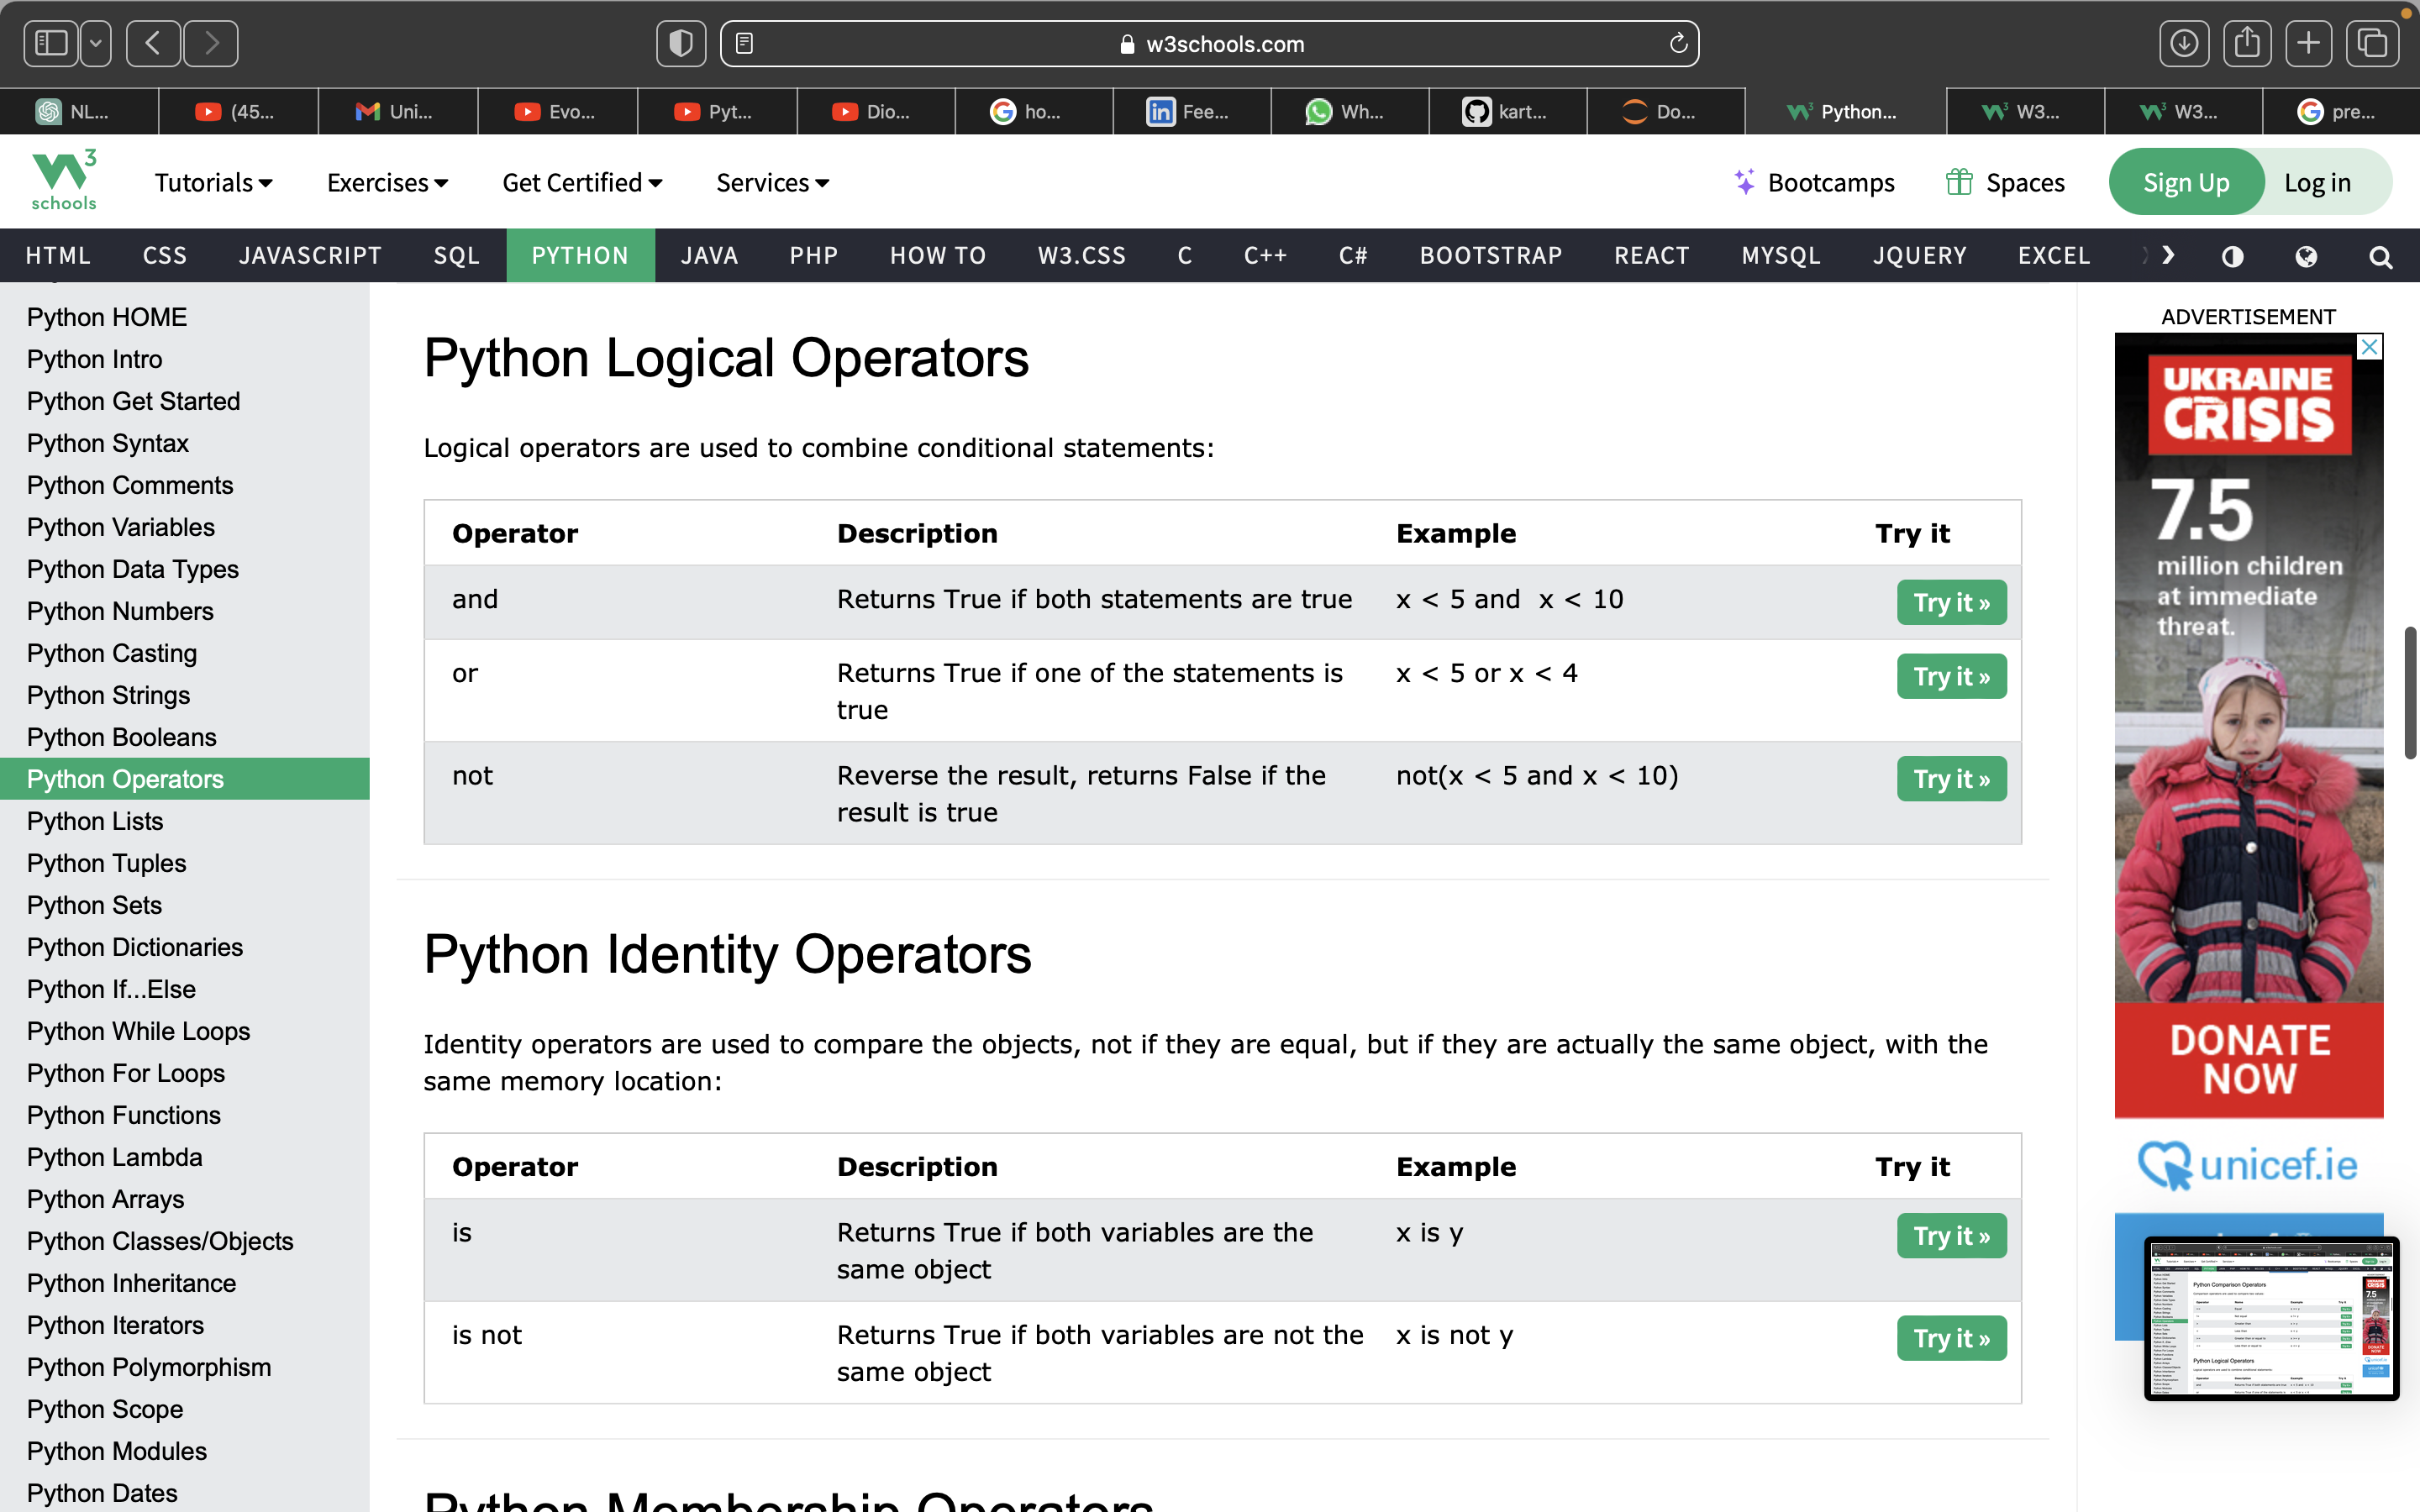 w3schools.com
NL...
(45...
Uni...
Evo...
Pyt...
Dio...
ho...
Fee...
Wh...
kart...
Do...
Python...
W3...
W3...
pre...
W3 schools
Tutorials
Exercises
Get Certified
Services
Bootcamps
Spaces
Sign Up
Log in
HTML CSS JAVASCRIPT SQL PYTHON JAVA PHP HOW TO W3.CSS C C++ C# BOOTSTRAP REACT MYSQL JQUERY EXCEL
Python HOME
Python Intro
Python Get Started
Python Syntax
Python Comments
Python Variables
Python Data Types
Python Numbers
Python Casting
Python Strings
Python Booleans
Python Operators
Python Lists
Python Tuples
Python Sets
Python Dictionaries
Python If...Else
Python While Loops
Python For Loops
Python Functions
Python Lambda
Python Arrays
Python Classes/Objects
Python Inheritance
Python Iterators
Python Polymorphism
Python Scope
Python Modules
Python Dates
Python Logical Operators
Logical operators are used to combine conditional statements:
Operator Description Example Try it
and Returns True if both statements are true x < 5 and  x < 10 Try it »
or Returns True if one of the statements is x < 5 or x < 4 Try it »
true
not Reverse the result, returns False if the not(x < 5 and x < 10) Try it »
result is true
Python Identity Operators
Identity operators are used to compare the objects, not if they are equal, but if they are actually the same object, with the
same memory location:
Operator Description Example Try it
is Returns True if both variables are the x is y Try it »
same object
is not Returns True if both variables are not the x is not y Try it »
same object
Python Membership Operators
ADVERTISEMENT
UKRAINE
CRISIS
7.5
million children
at immediate
threat.
DONATE
NOW
unicef.ie
Python Comparison Operators
Python Logical Operators